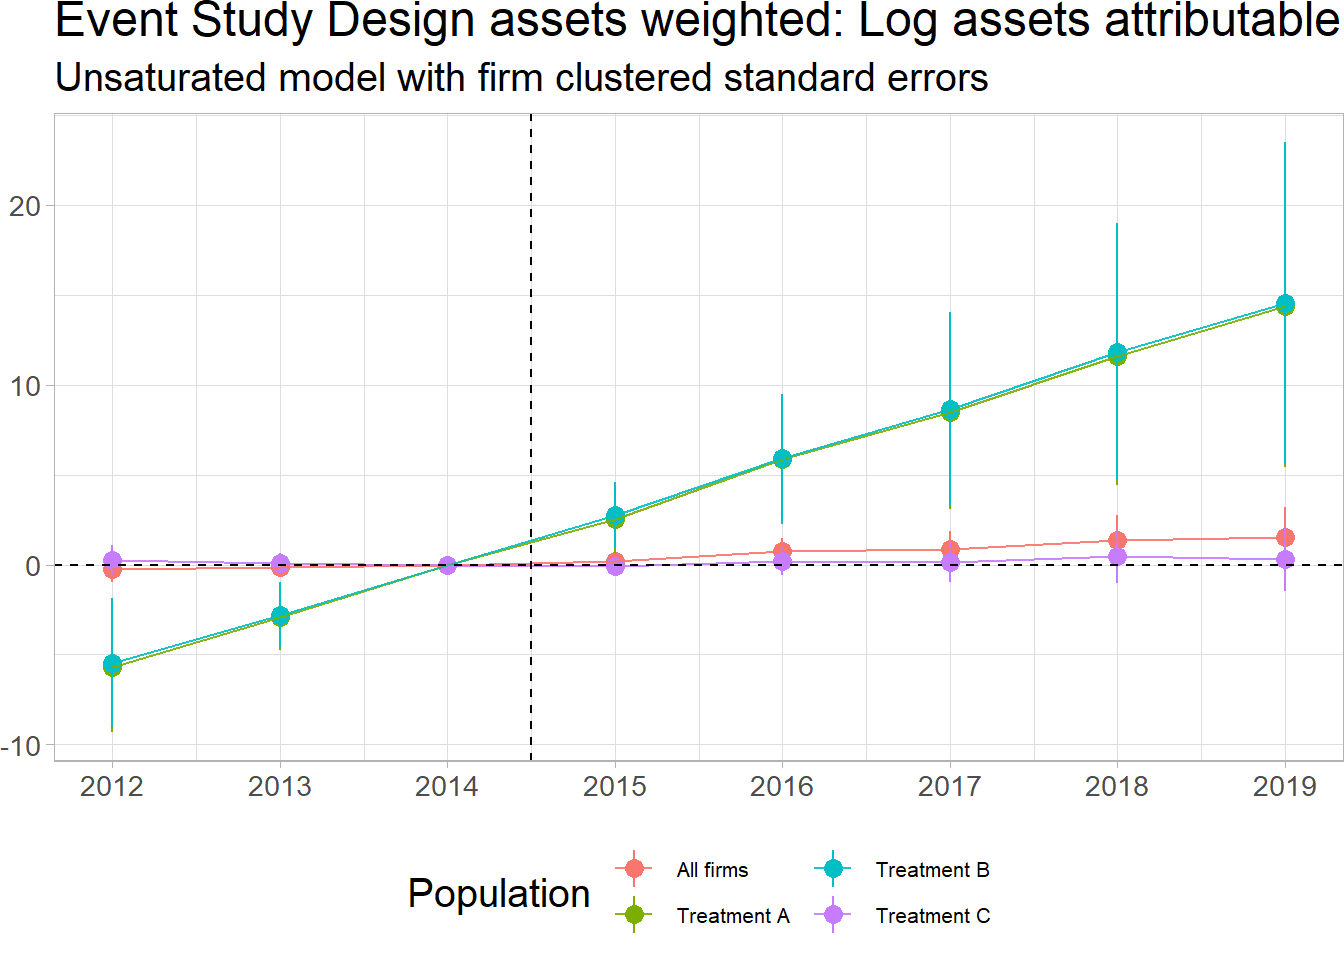 Event Study Design assets weighted: Log assets attributable
Unsaturated model with firm clustered standard errors
20
10
0
-10
2012 2013 2014 2015 2016 2017 2018 2019
Population
All firms
Treatment A
Treatment B
Treatment C